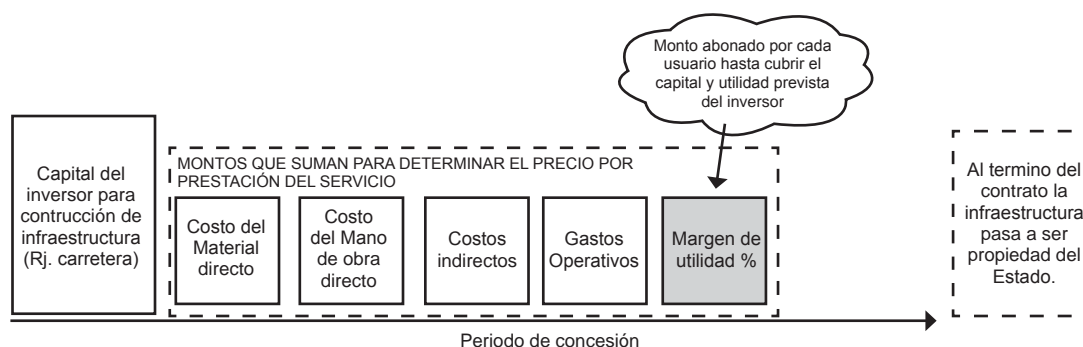 Monto abonado por cada
usuario hasta cubrir el
capital y utilidad prevista
del inversor
Capital del
inversor para
contrucción de
infraestructura
(Rj. carretera)
MONTOS QUE SUMAN PARA DETERMINAR EL PRECIO POR
PRESTACIÓN DEL SERVICIO
Costo del
Material
directo
Costo
del Mano
de obra
directo
Costos
indirectos
Gastos
Operativos
Margen de
utilidad %
Al termino del
contrato la
infraestructura
pasa a ser
propiedad del
Estado.
Periodo de concesión